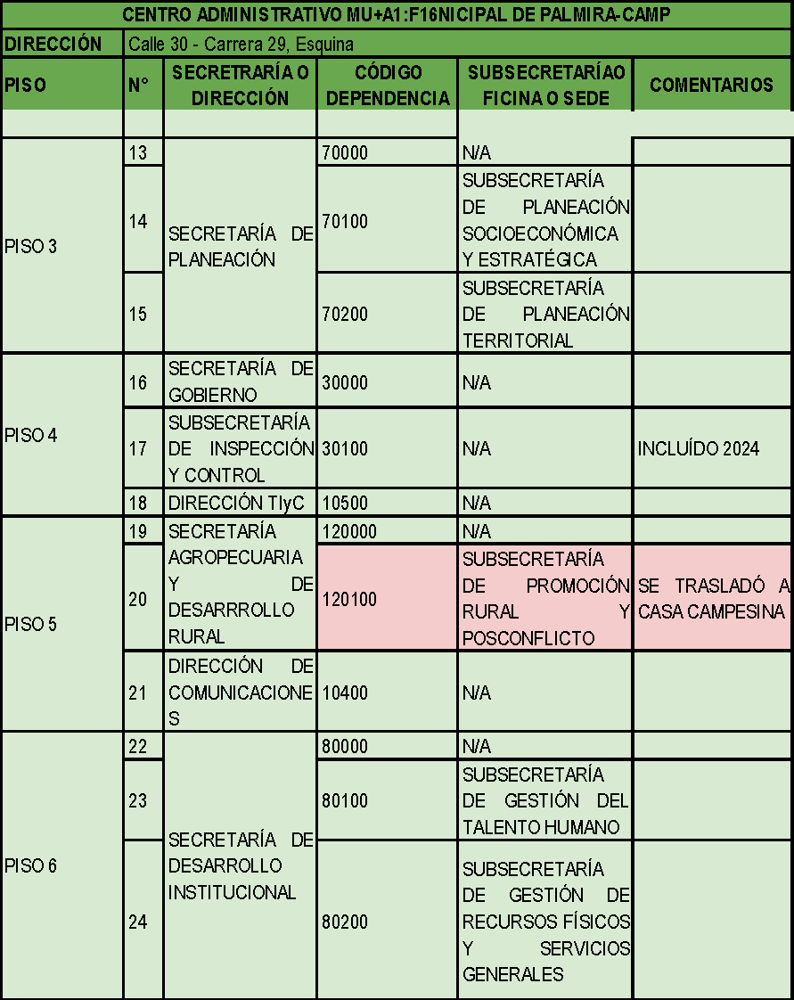 CENTRO ADMINISTRATIVO MU+A1:F16NICIPAL DE PALMIRA-CAMP
DIRECCIÓN Calle 30 - Carrera 29, Esquina
PISO N° SECRETRARÍA O DIRECCIÓN CÓDIGO DEPENDENCIA SUBSECRETARÍAO FICINA O SEDE COMENTARIOS
PISO 3
13
SECRETARÍA DE
PLANEACIÓN
70000
N/A
14
70100
SUBSECRETARÍA
DE PLANEACIÓN
SOCIOECONÓMICA
Y ESTRATÉGICA
15
70200
SUBSECRETARÍA
DE PLANEACIÓN
TERRITORIAL
PISO 4
16
SECRETARÍA DE
GOBIERNO
30000
N/A
17
SUBSECRETARÍA
DE INSPECCIÓN
Y CONTROL
30100
N/A
INCLUÍDO 2024
18
DIRECCIÓN TIyC
10500
N/A
PISO 5
19
SECRETARÍA
AGROPECUARIA
Y DE
DESARRROLLO
RURAL
120000
N/A
20
120100
SUBSECRETARÍA
DE PROMOCIÓN
RURAL Y
POSCONFLICTO
SE TRASLADÓ A
CASA CAMPESINA
21
DIRECCIÓN DE
COMUNICACIONE
S
10400
N/A
PISO 6
22
SECRETARÍA DE
DESARROLLO
INSTITUCIONAL
80000
N/A
23
80100
SUBSECRETARÍA
DE GESTIÓN DEL
TALENTO HUMANO
24
80200
SUBSECRETARÍA
DE GESTIÓN DE
RECURSOS FÍSICOS
Y SERVICIOS
GENERALES